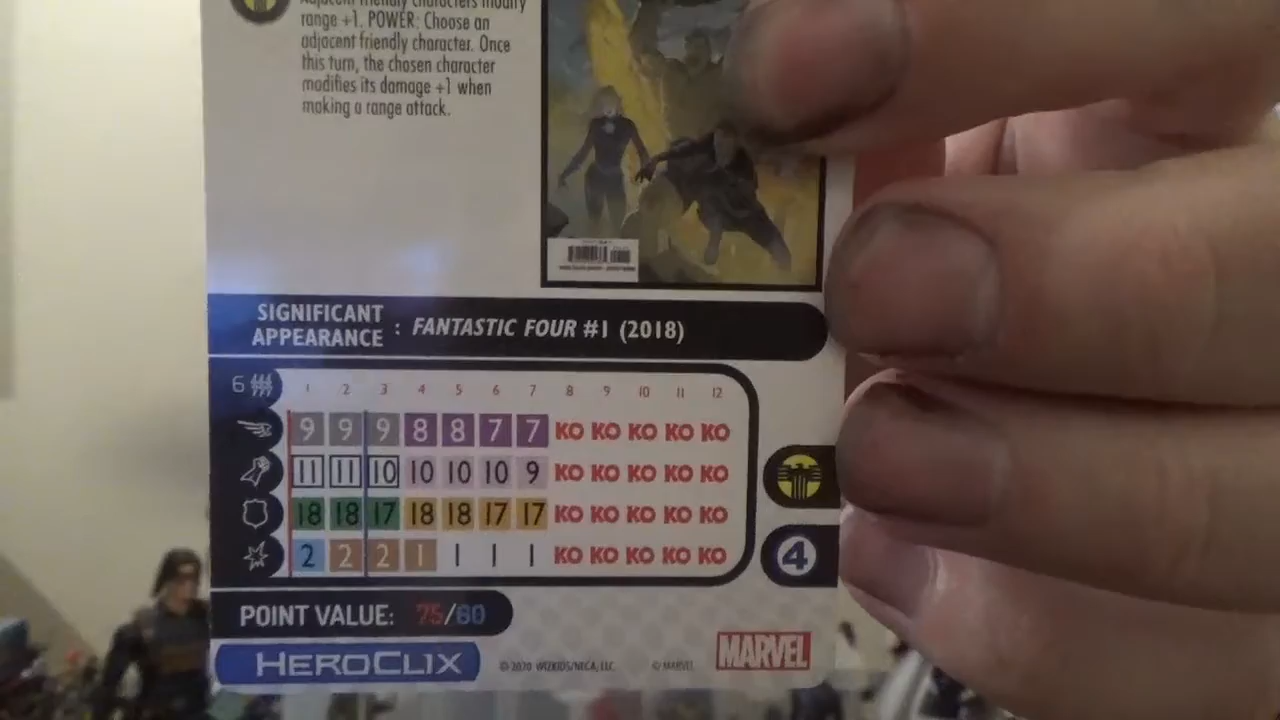 Adjacent friendly characters modify
range +1. POWER: Choose an
adjacent friendly character. Once
this turn, the chosen character
modifies its damage +1 when
making a range attack.
SIGNIFICANT
APPEARANCE : FANTASTIC FOUR #1 (2018)
6 1 2 3 4 5 6 7 8 9 10 11 12
9 9 9 8 8 7 7 KO KO KO KO KO
11 11 10 10 10 10 9 KO KO KO KO KO
18 18 17 18 18 17 17 KO KO KO KO KO
2 2 2 1 1 1 1 KO KO KO KO KO
4
POINT VALUE: 75/60
HEROCLIX © 2020 WIZKIDS/NECA, LLC. © MARVEL MARVEL